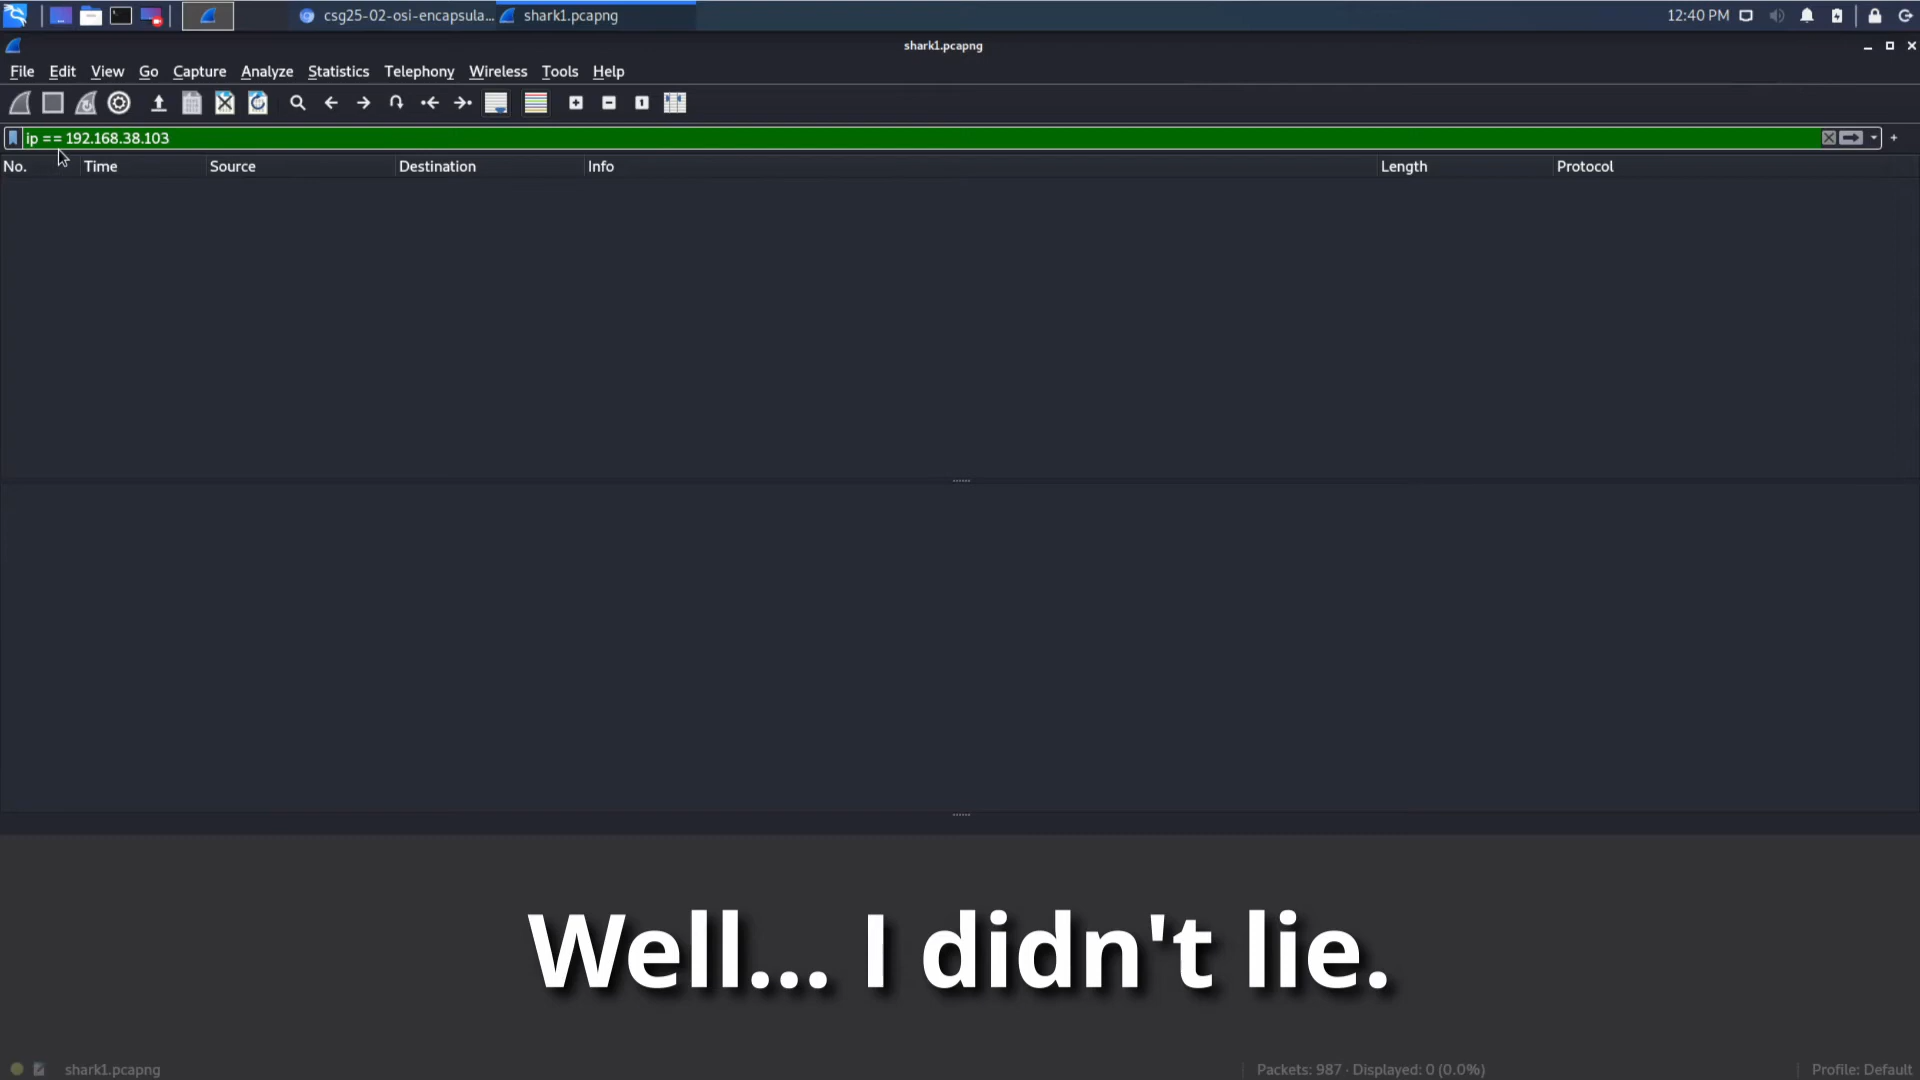 csg25-02-osi-encapsula... shark1.pcapng 12:40 PM
shark1.pcapng
File Edit View Go Capture Analyze Statistics Telephony Wireless Tools Help
ip == 192.168.38.103
No. Time Source Destination Info Length Protocol
Well... I didn't lie.
shark1.pcapng Packets: 987 · Displayed: 0 (0.0%) Profile: Default